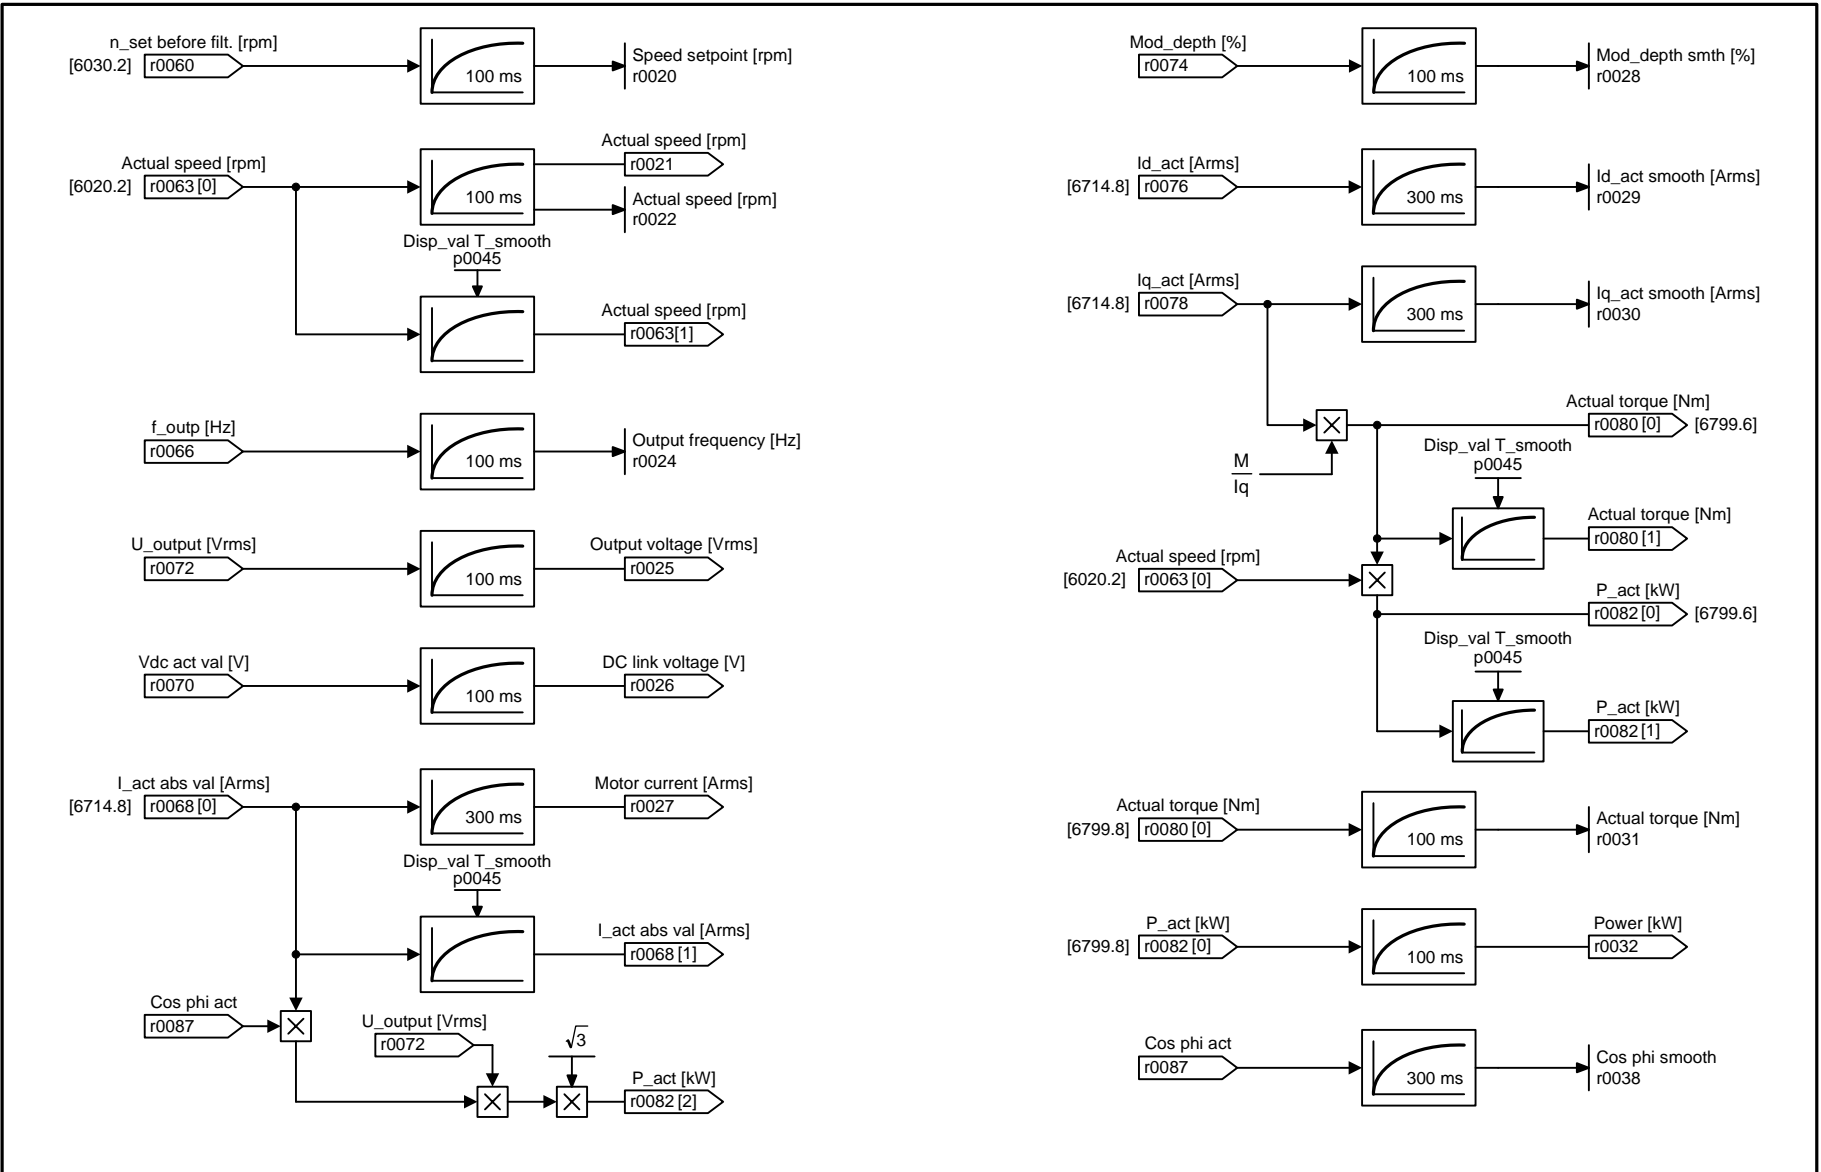 n_set before filt. [rpm]
[6030.2] r0060
100 ms
Speed setpoint [rpm]
r0020
Actual speed [rpm]
[6020.2] r0063 [0]
100 ms
Actual speed [rpm]
r0021
Actual speed [rpm]
r0022
Disp_val T_smooth
p0045
Actual speed [rpm]
r0063[1]
f_outp [Hz]
r0066
100 ms
Output frequency [Hz]
r0024
U_output [Vrms]
r0072
100 ms
Output voltage [Vrms]
r0025
Vdc act val [V]
r0070
100 ms
DC link voltage [V]
r0026
I_act abs val [Arms]
[6714.8] r0068 [0]
300 ms
Motor current [Arms]
r0027
Disp_val T_smooth
p0045
I_act abs val [Arms]
r0068 [1]
Cos phi act
r0087
U_output [Vrms]
r0072
√3
P_act [kW]
r0082 [2]
Mod_depth [%]
r0074
100 ms
Mod_depth smth [%]
r0028
Id_act [Arms]
[6714.8] r0076
300 ms
Id_act smooth [Arms]
r0029
Iq_act [Arms]
[6714.8] r0078
300 ms
Iq_act smooth [Arms]
r0030
Actual torque [Nm]
r0080 [0] [6799.6]
M
Iq
Disp_val T_smooth
p0045
Actual torque [Nm]
r0080 [1]
Actual speed [rpm]
[6020.2] r0063 [0]
P_act [kW]
r0082 [0] [6799.6]
Disp_val T_smooth
p0045
P_act [kW]
r0082 [1]
Actual torque [Nm]
[6799.8] r0080 [0]
100 ms
Actual torque [Nm]
r0031
P_act [kW]
[6799.8] r0082 [0]
100 ms
Power [kW]
r0032
Cos phi act
r0087
300 ms
Cos phi smooth
r0038